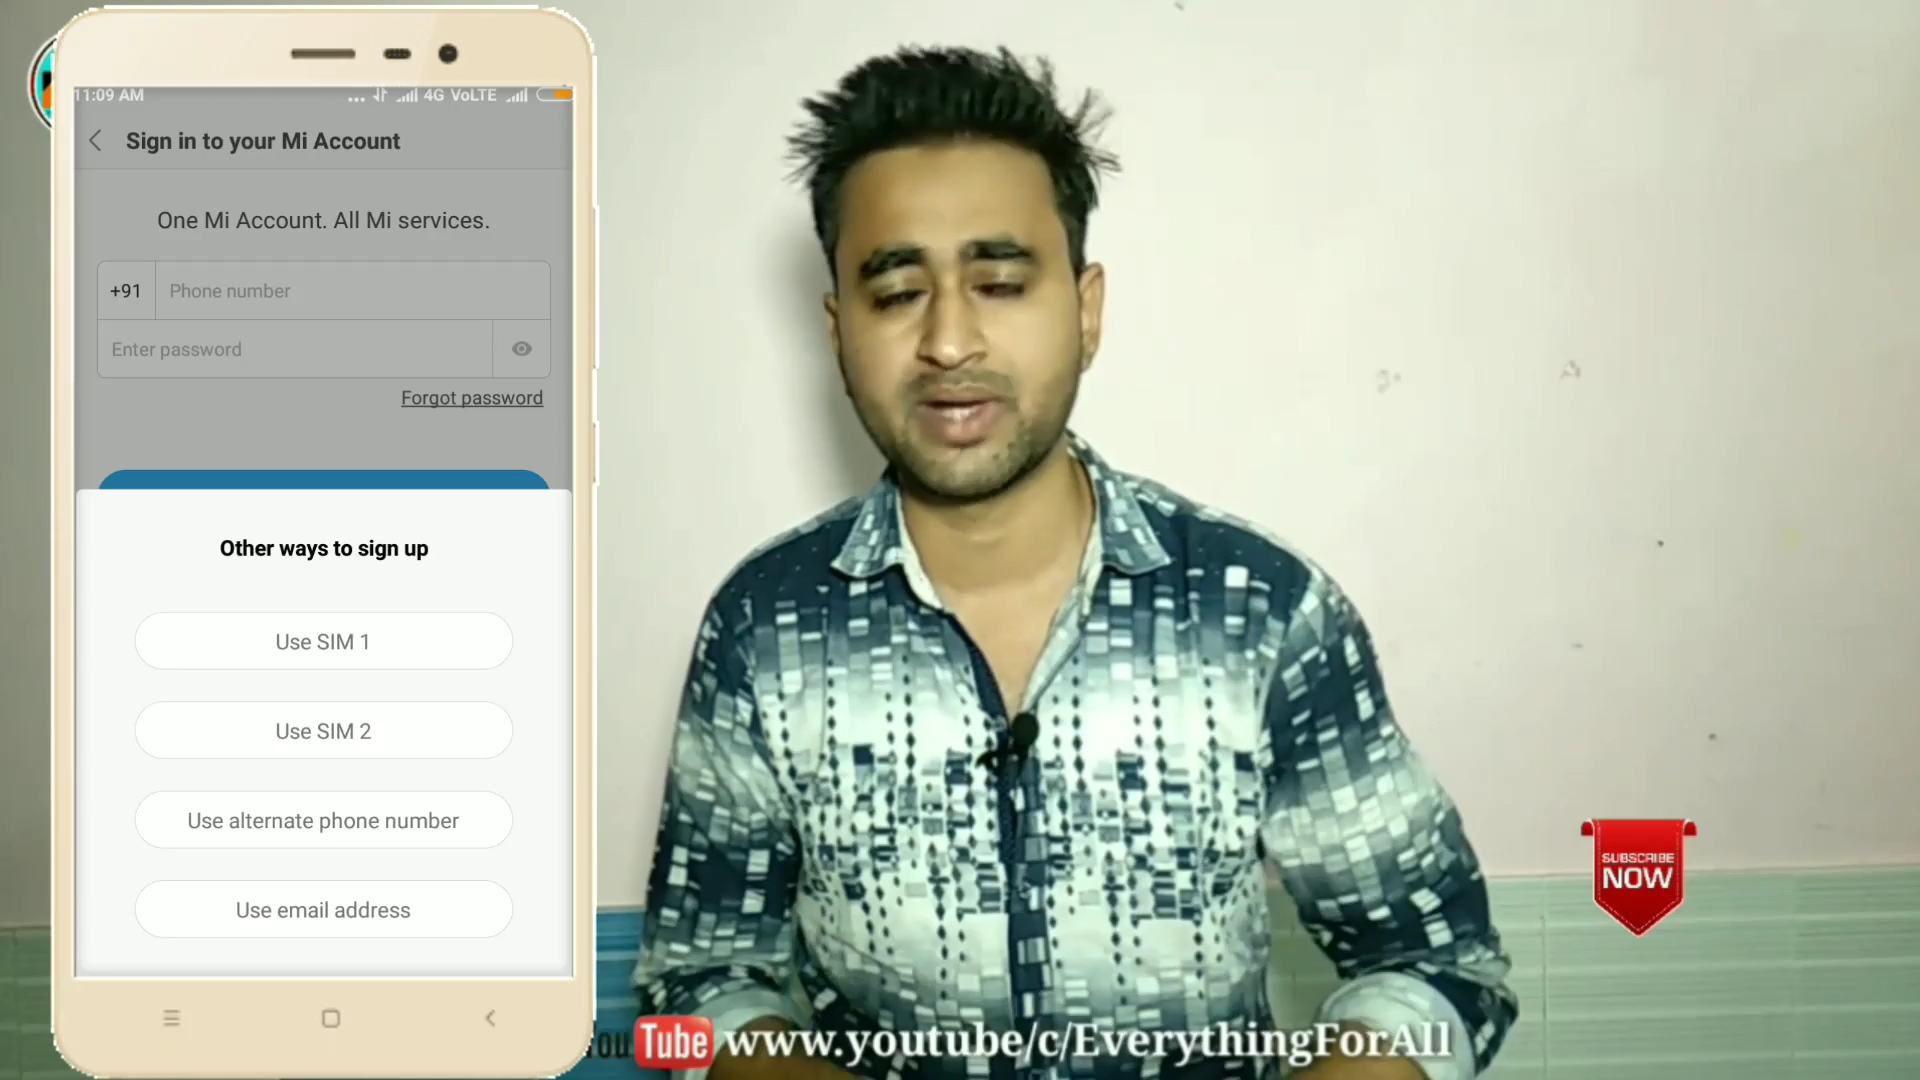 11:09 AM
... 4G VoLTE
Sign in to your Mi Account
One Mi Account. All Mi services.
+91 Phone number
Enter password
Forgot password
Other ways to sign up
Use SIM 1
Use SIM 2
Use alternate phone number
Use email address
SUBSCRIBE
NOW
You Tube www.youtube/c/EverythingForAll